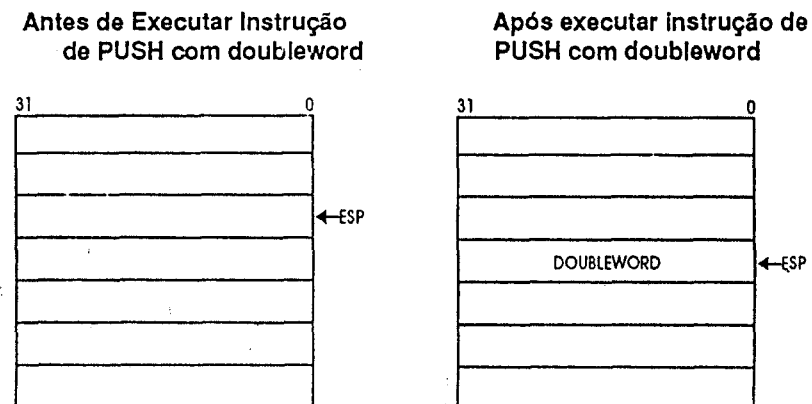 Antes de Executar Instrução
de PUSH com doubleword
31 0
←ESP
Após executar instrução de
PUSH com doubleword
31 0
DOUBLEWORD ←ESP